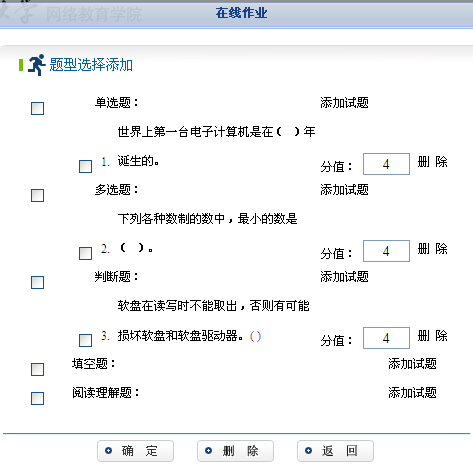 网络教育学院
在线作业
题型选择添加
单选题： 添加试题
世界上第一台电子计算机是在（ ）年
1. 诞生的。 分值： 4 删 除
多选题： 添加试题
下列各种数制的数中，最小的数是
2. （ ）。 分值： 4 删 除
判断题： 添加试题
软盘在读写时不能取出，否则有可能
3. 损坏软盘和软盘驱动器。( ) 分值： 4 删 除
填空题： 添加试题
阅读理解题： 添加试题
确 定 删 除 返 回